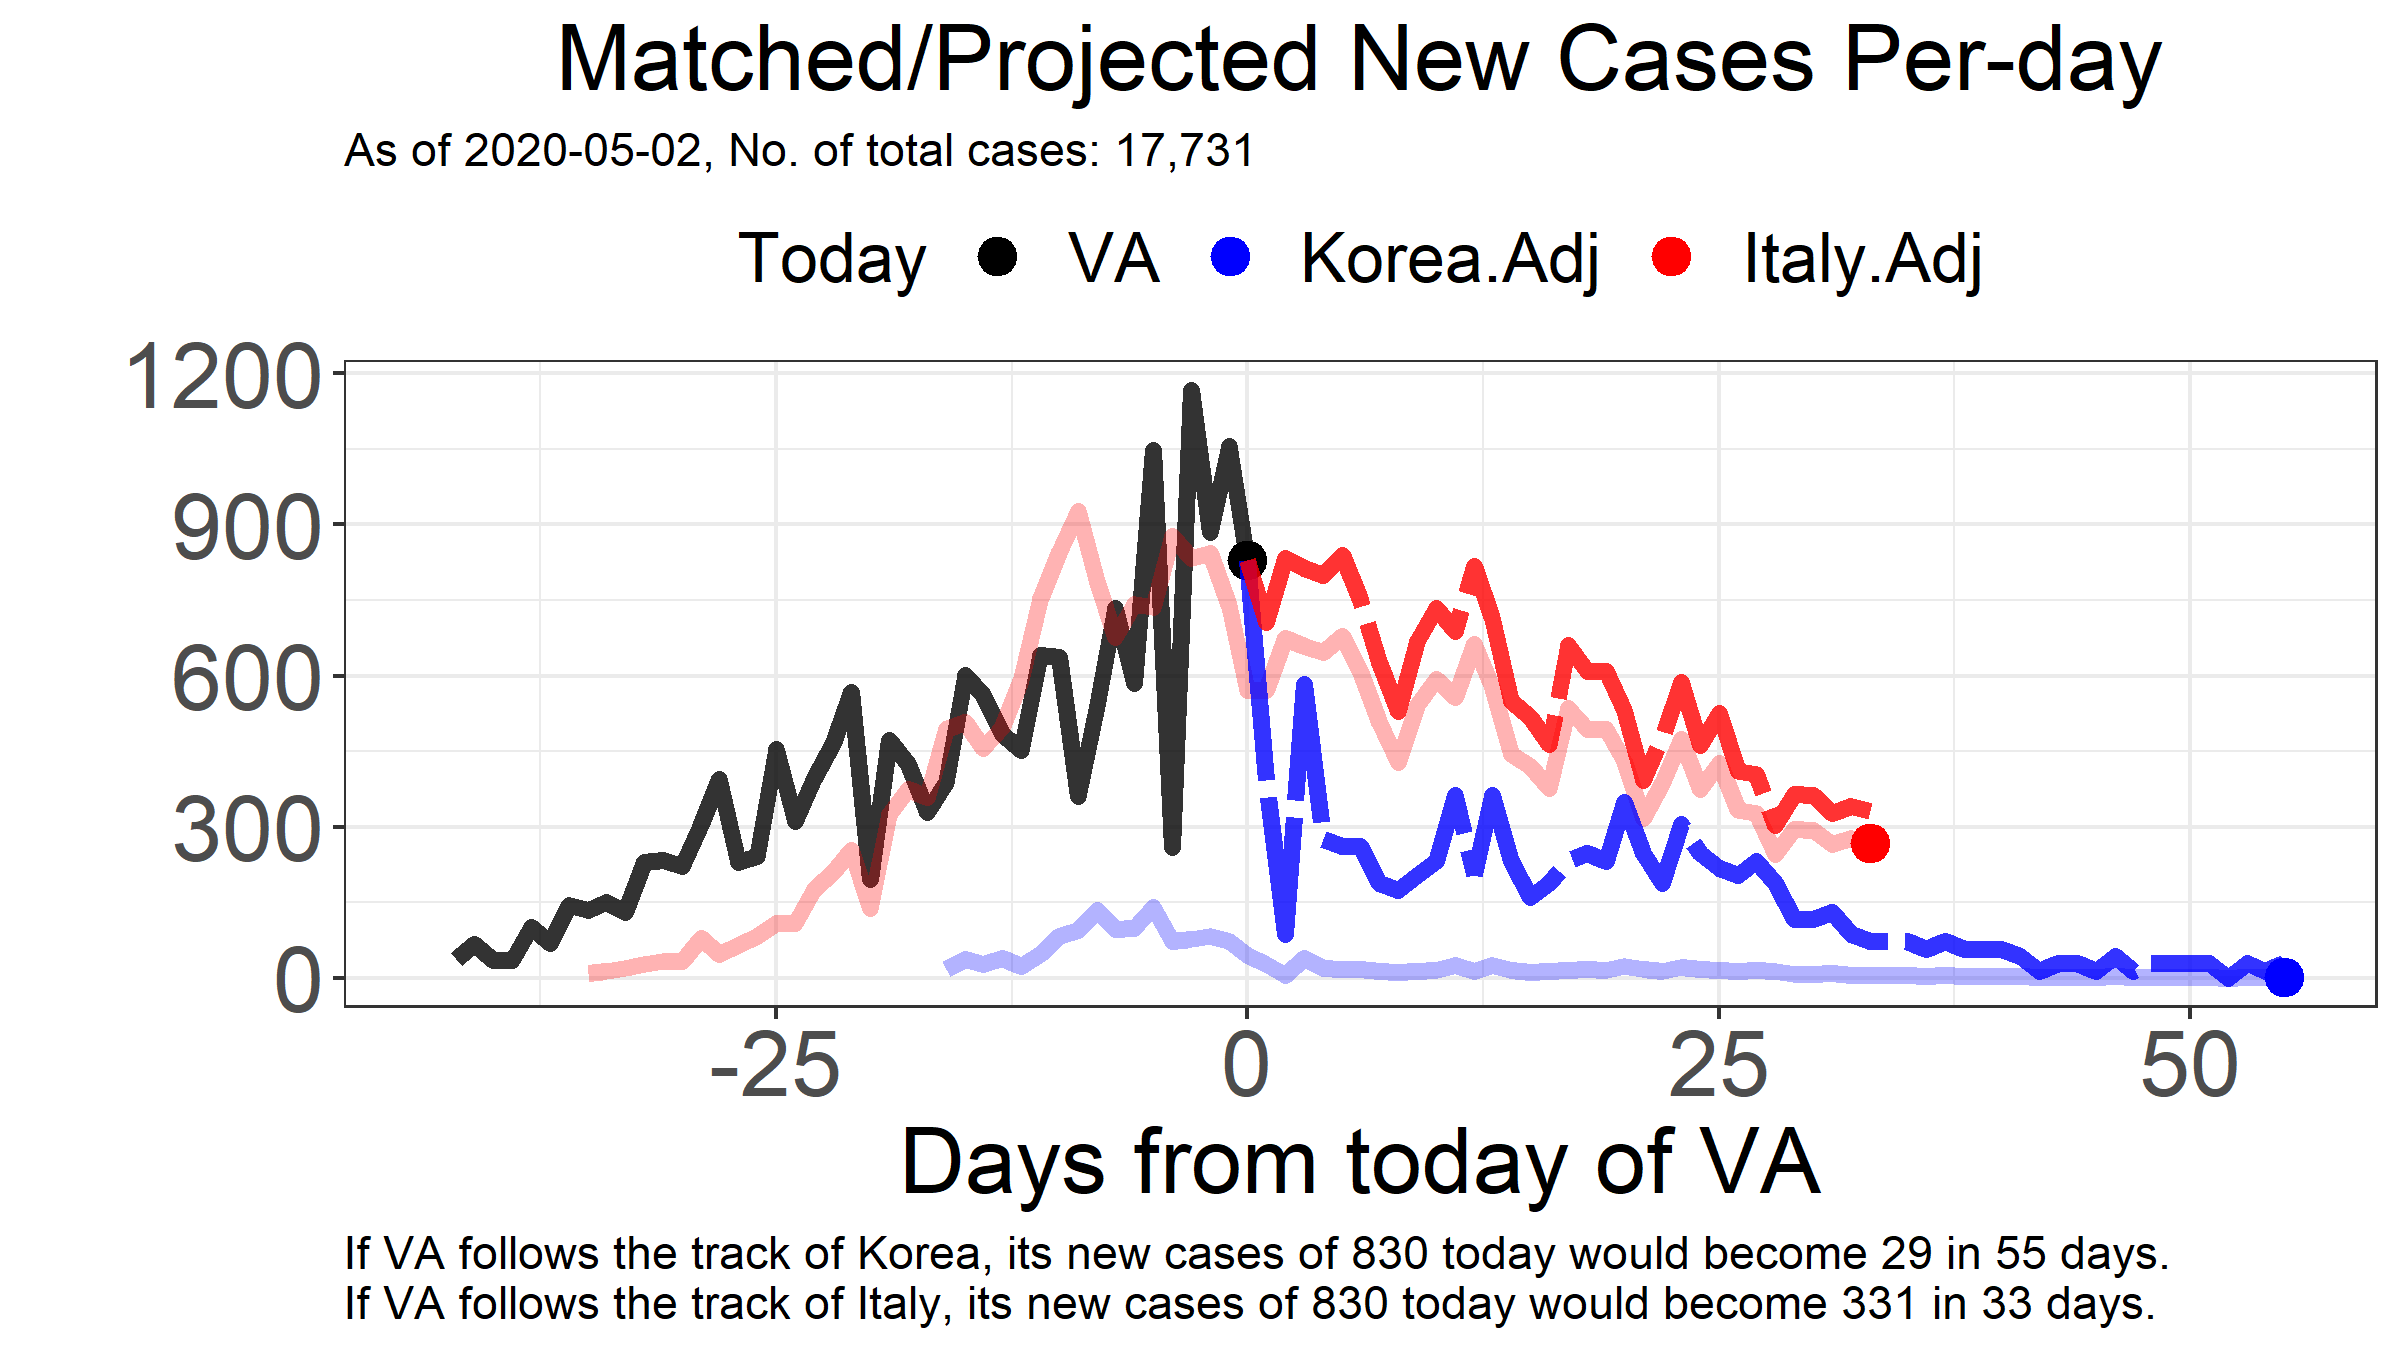 Matched/Projected New Cases Per-day
As of 2020-05-02, No. of total cases: 17,731
Today VA Korea.Adj Italy.Adj
1200
900
600
300
0
-25 0 25 50
Days from today of VA
If VA follows the track of Korea, its new cases of 830 today would become 29 in 55 days.
If VA follows the track of Italy, its new cases of 830 today would become 331 in 33 days.